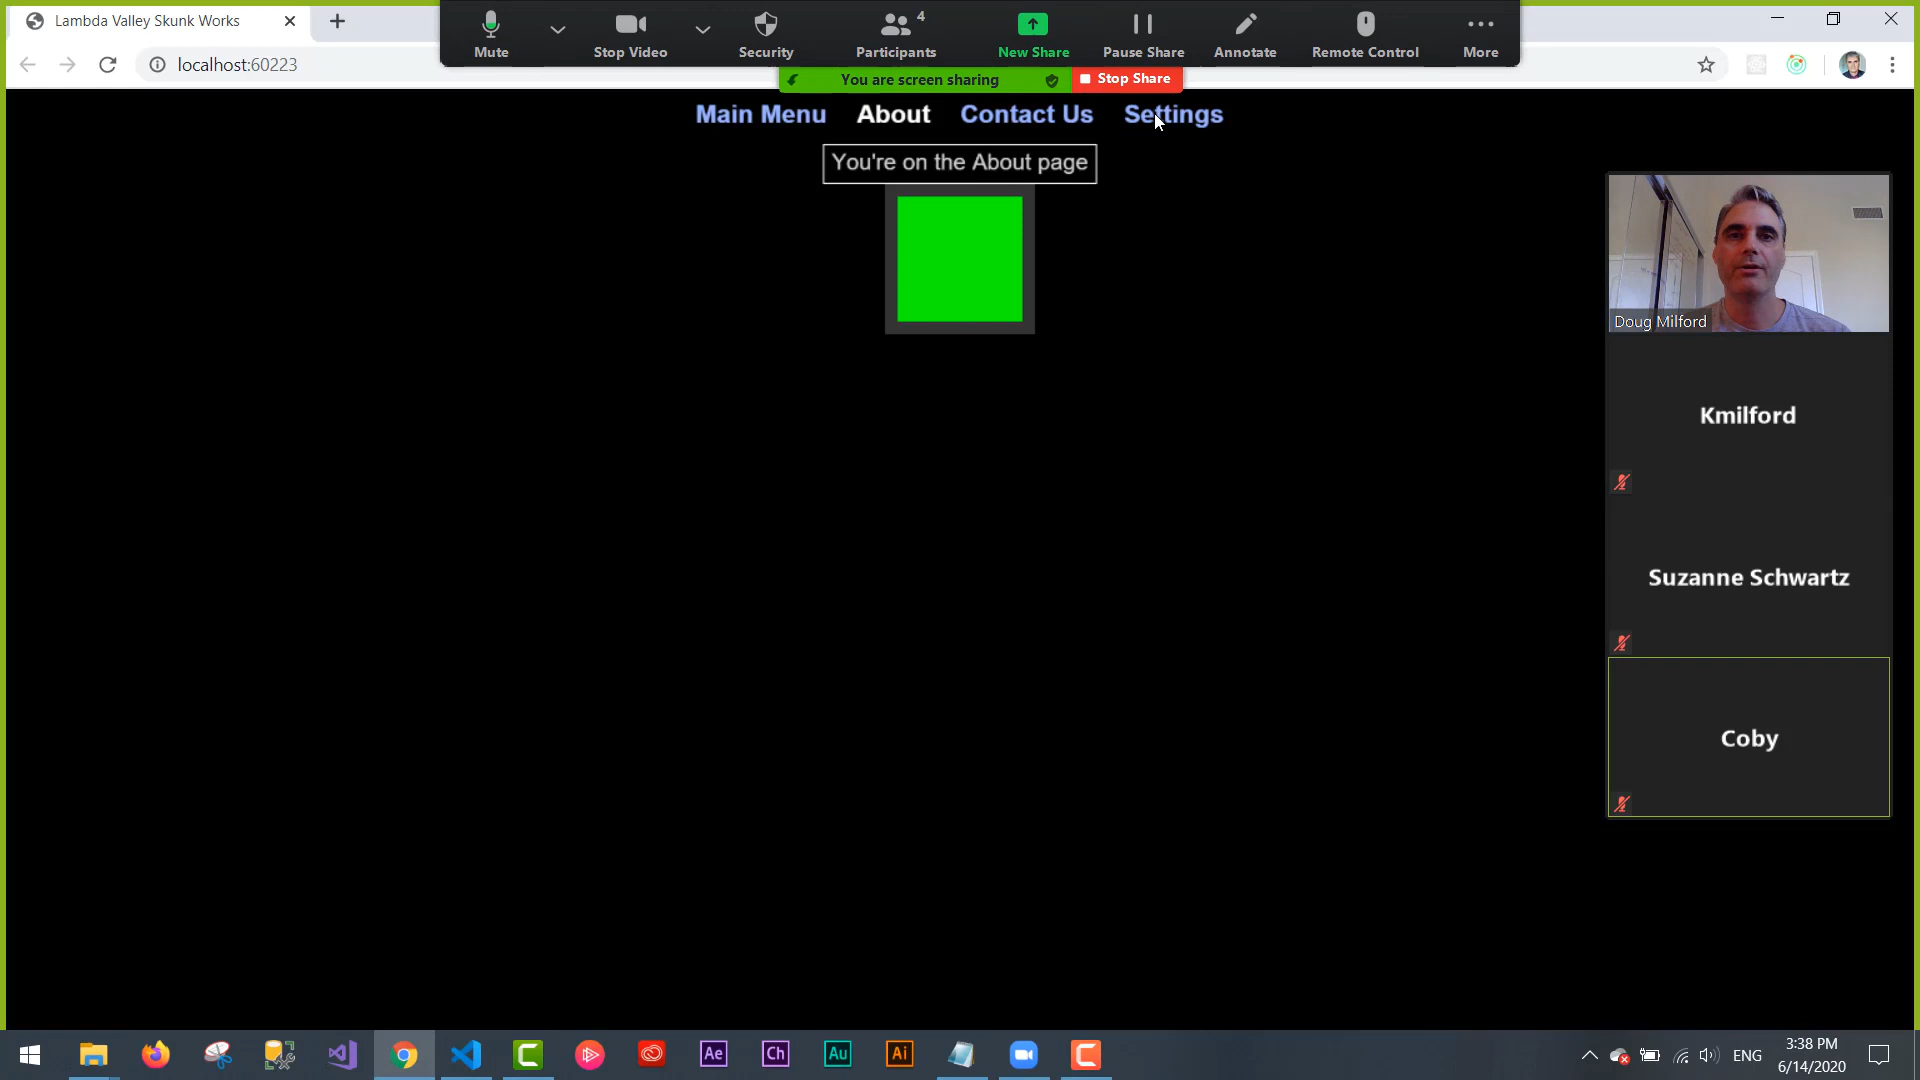 Lambda Valley Skunk Works
localhost:60223
Mute
Stop Video
Security
Participants
4
New Share
Pause Share
Annotate
Remote Control
More
You are screen sharing
Stop Share
Main Menu About Contact Us Settings
You're on the About page
Doug Milford
Kmilford
Suzanne Schwartz
Coby
Ae
Ch
Au
Ai
ENG
3:38 PM
6/14/2020